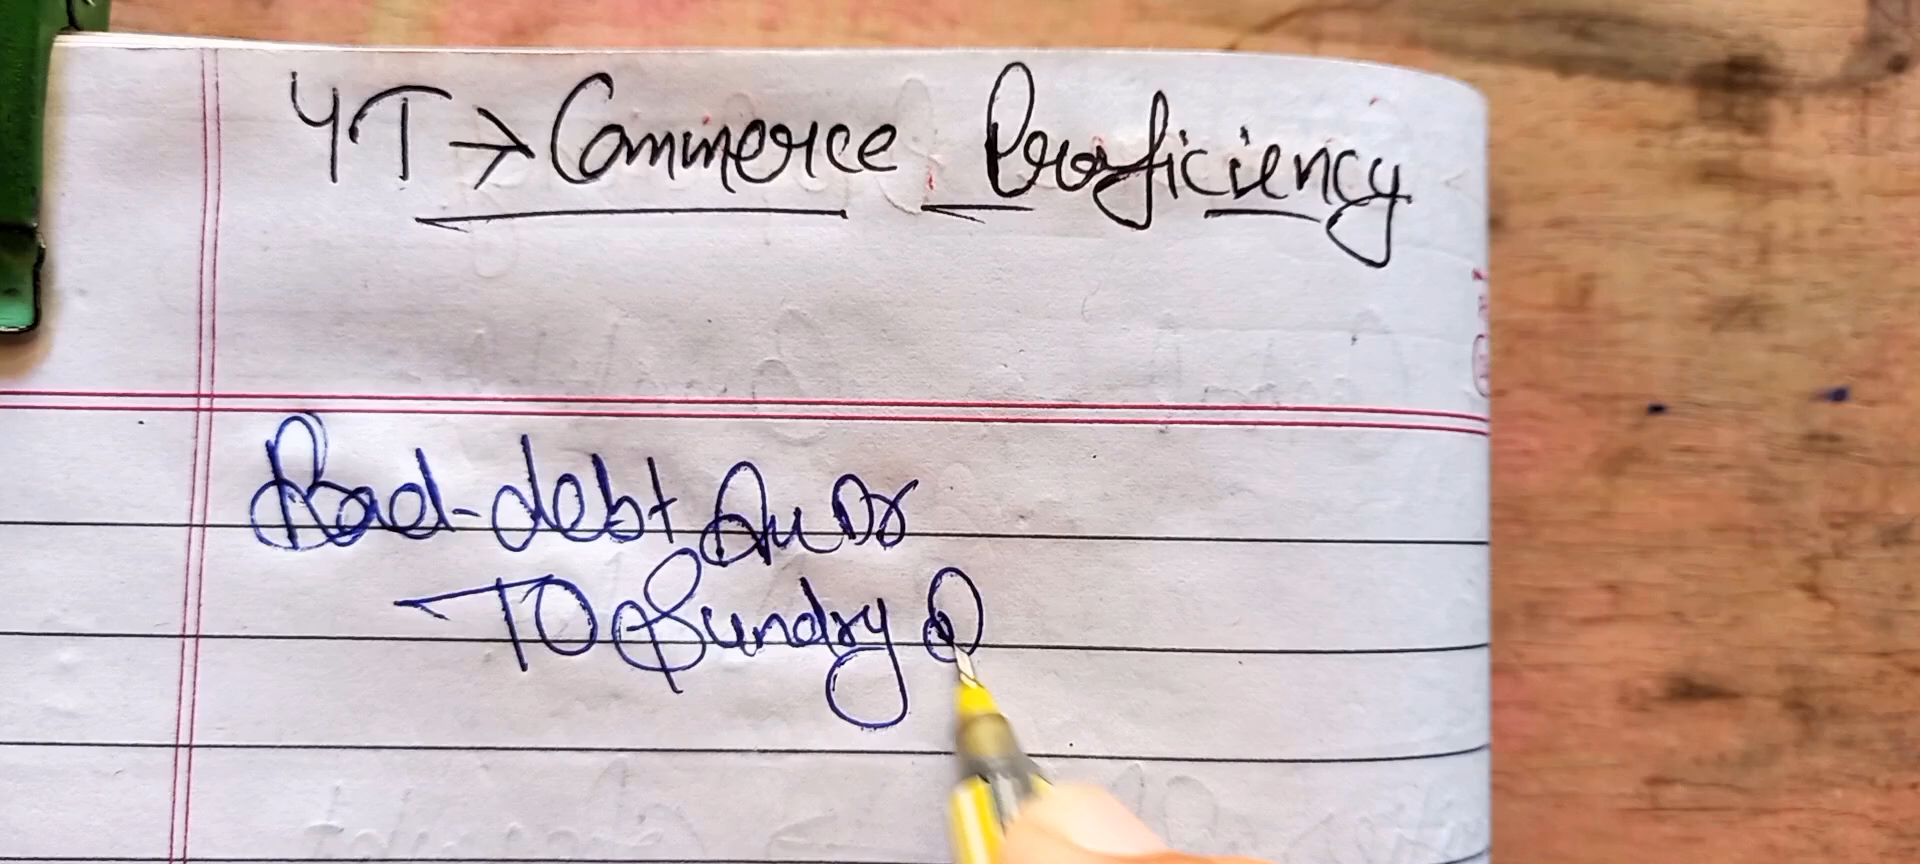 YT → Commerce Proficiency
Bad-debt A/c Dr
To Sundry D